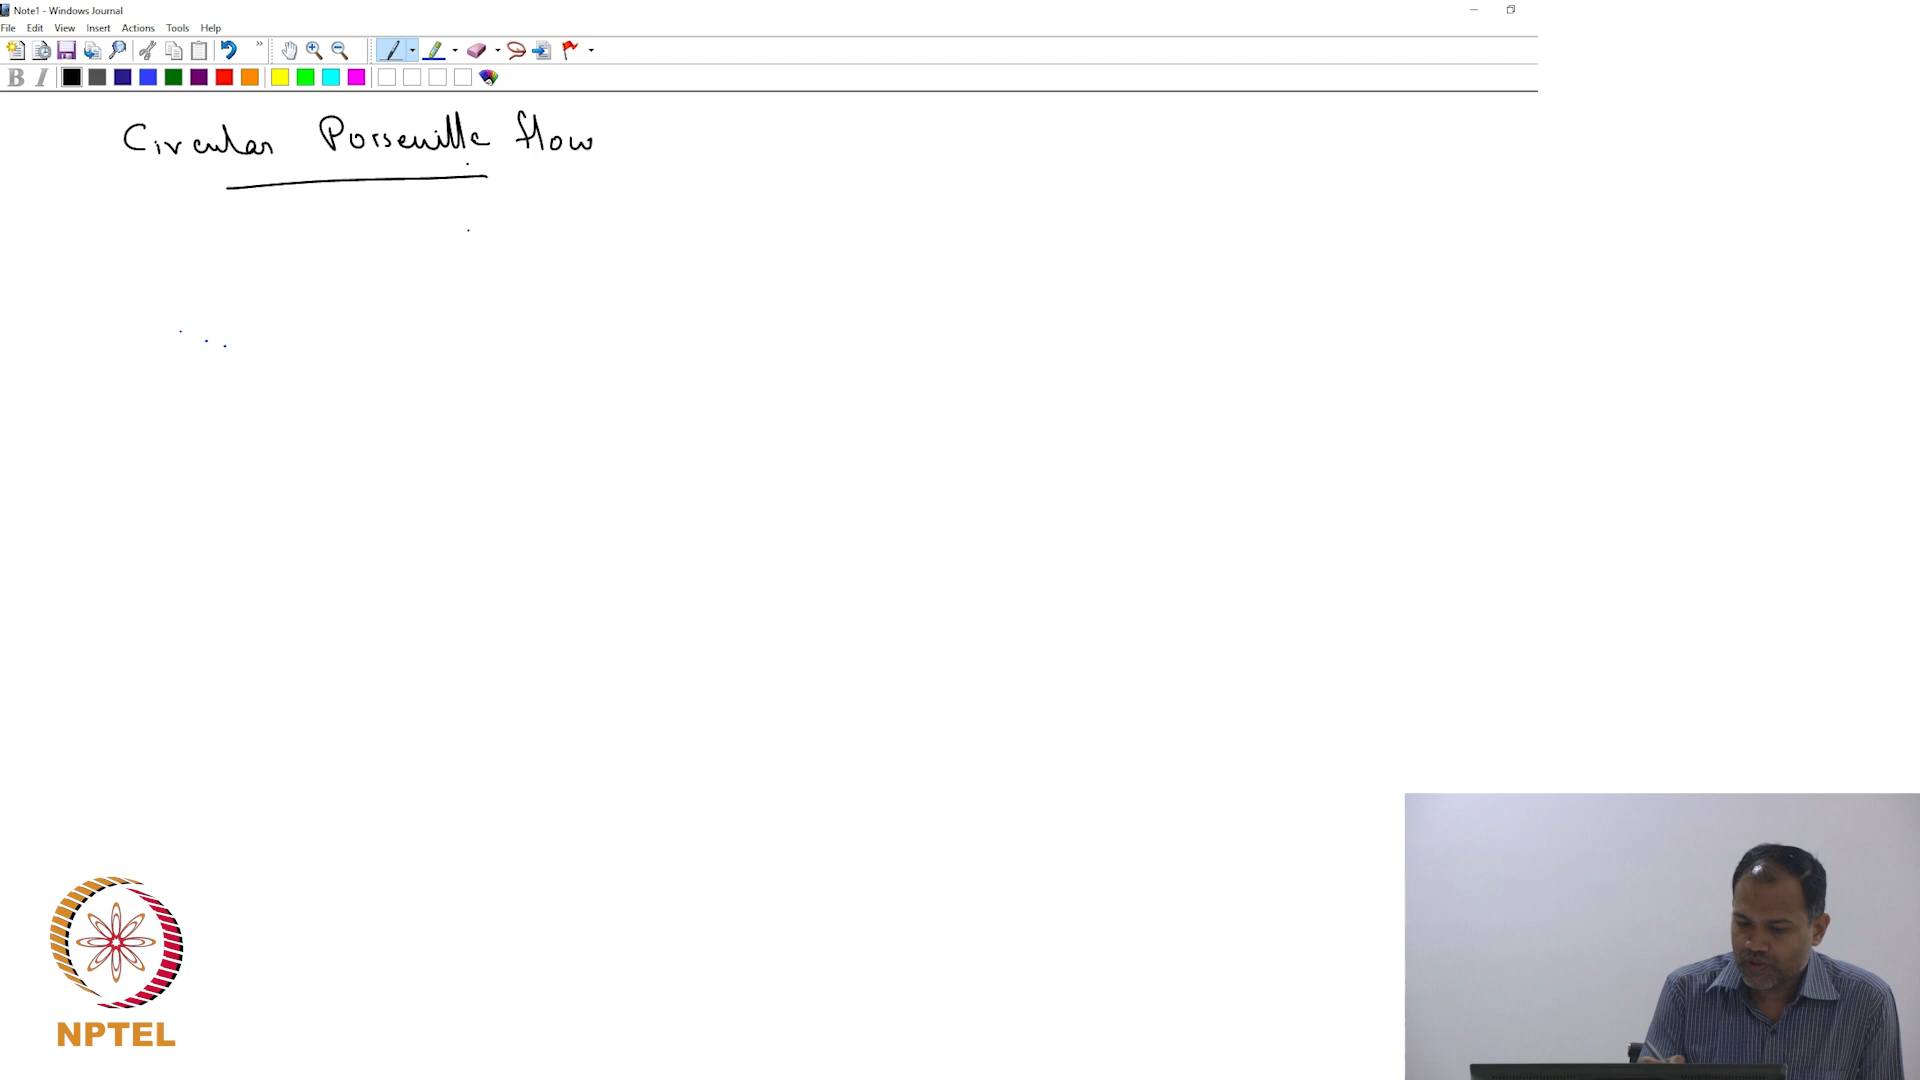 Note1 - Windows Journal
File Edit View Insert Actions Tools Help
B I
Circular Poiseuille flow
NPTEL